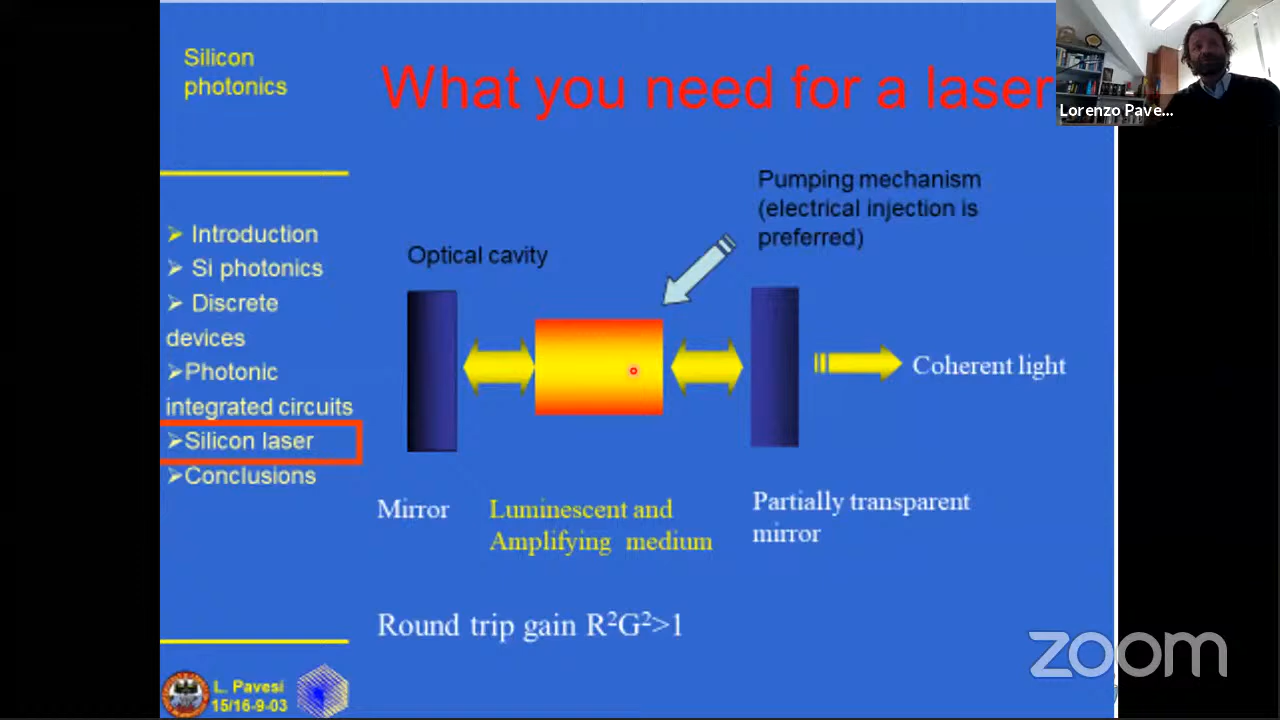 Silicon
photonics
What you need for a laser
Lorenzo Pave...
Pumping mechanism
(electrical injection is
preferred)
Optical cavity
➢ Introduction
➢ Si photonics
➢ Discrete
devices
➢Photonic
integrated circuits
➢Silicon laser
➢Conclusions
Coherent light
Mirror
Luminescent and
Amplifying medium
Partially transparent
mirror
Round trip gain R²G²>1
zoom
L. Pavesi
15/16-9-03